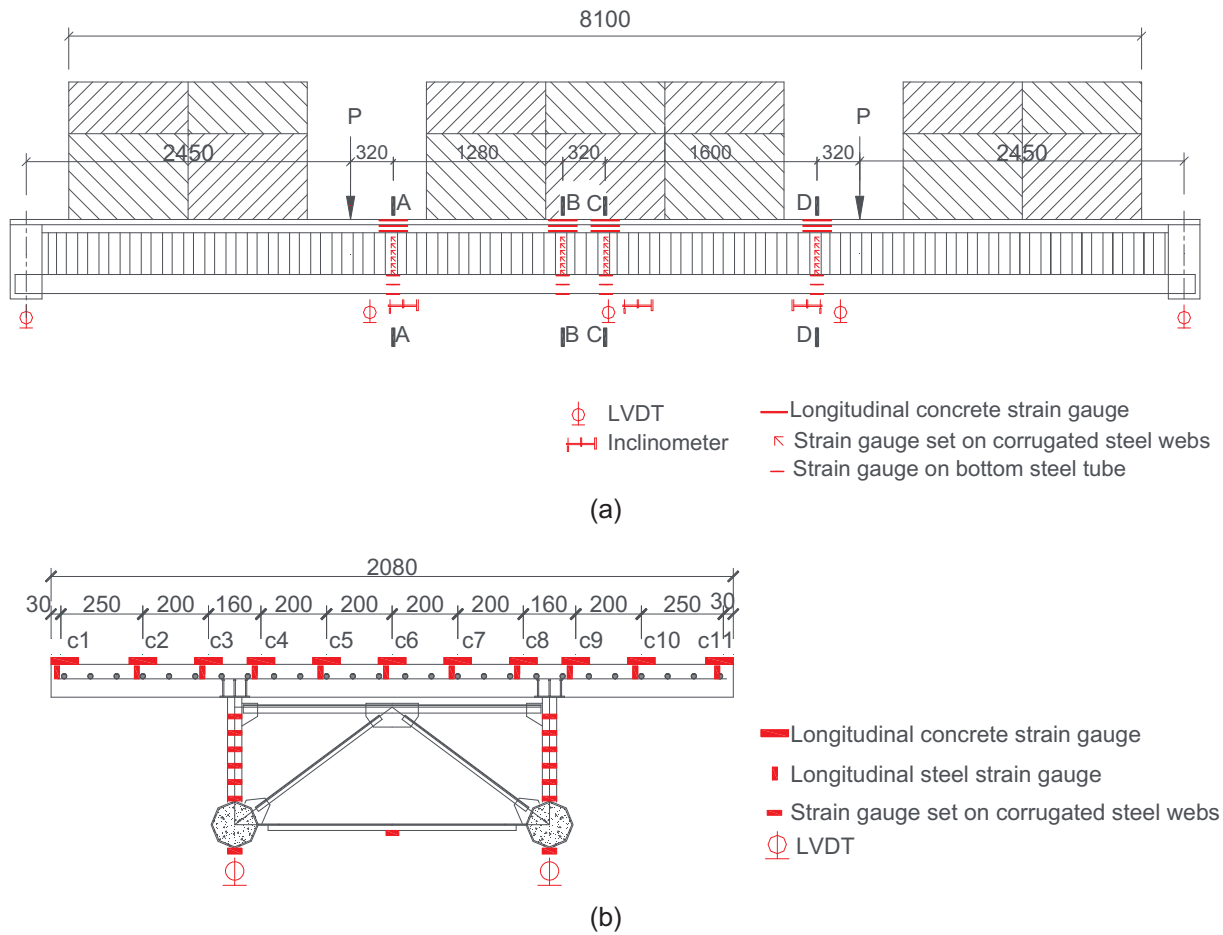 8100
P P
2450 320 1280 320 1600 320 2450
A B C D
A B C D
LVDT
Inclinometer
Longitudinal concrete strain gauge
Strain gauge set on corrugated steel webs
Strain gauge on bottom steel tube
(a)
2080
30 250 200 160 200 200 200 200 160 200 250 30
c1 c2 c3 c4 c5 c6 c7 c8 c9 c10 c11
Longitudinal concrete strain gauge
Longitudinal steel strain gauge
Strain gauge set on corrugated steel webs
LVDT
(b)